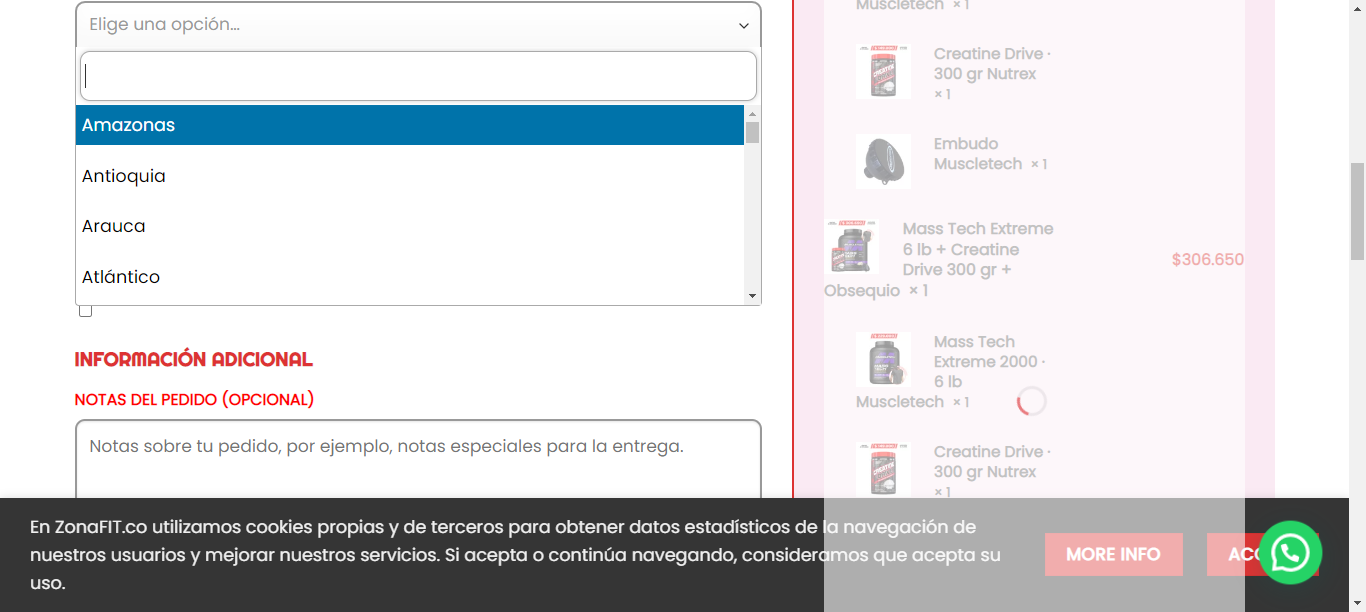 Elige una opción...
Amazonas
Antioquia
Arauca
Atlántico
INFORMACIÓN ADICIONAL
NOTAS DEL PEDIDO (OPCIONAL)
Notas sobre tu pedido, por ejemplo, notas especiales para la entrega.
Muscletech × 1
Creatine Drive ·
300 gr Nutrex
× 1
Embudo
Muscletech × 1
Mass Tech Extreme
6 lb + Creatine
Drive 300 gr +
Obsequio × 1
$306.650
Mass Tech
Extreme 2000 ·
6 lb
Muscletech × 1
Creatine Drive ·
300 gr Nutrex
× 1
En ZonaFIT.co utilizamos cookies propias y de terceros para obtener datos estadísticos de la navegación de
nuestros usuarios y mejorar nuestros servicios. Si acepta o continúa navegando, consideramos que acepta su
uso.
MORE INFO